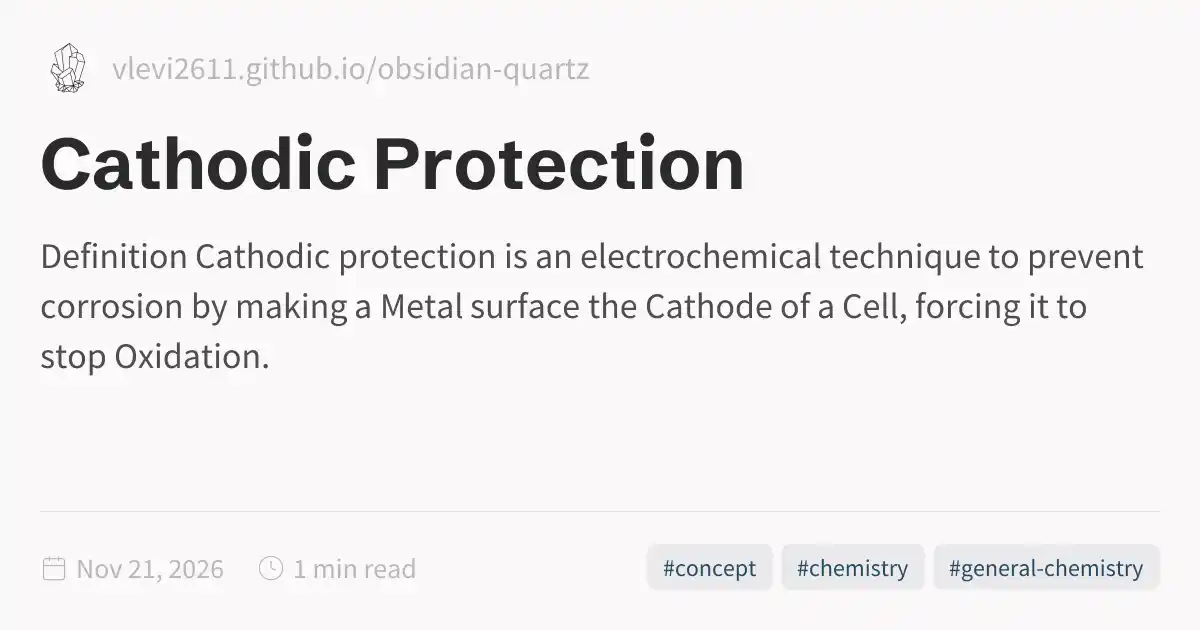 vlevi2611.github.io/obsidian-quartz
Cathodic Protection
Definition Cathodic protection is an electrochemical technique to prevent
corrosion by making a Metal surface the Cathode of a Cell, forcing it to
stop Oxidation.
Nov 21, 2026 1 min read #concept #chemistry #general-chemistry